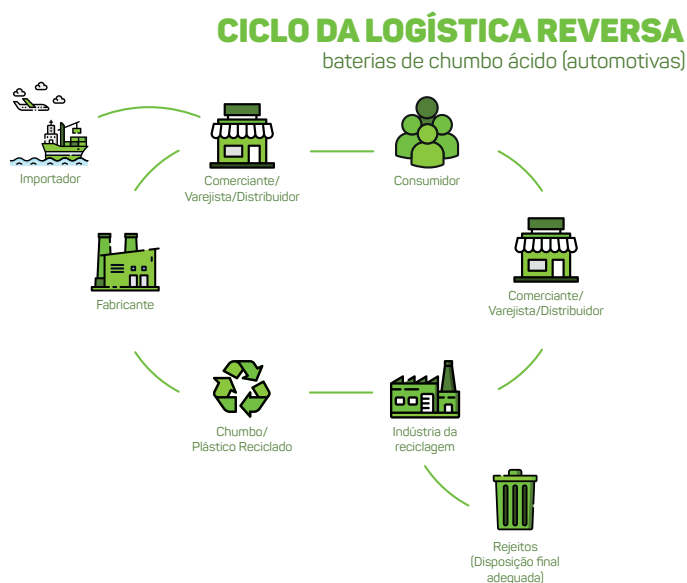 CICLO DA LOGÍSTICA REVERSA
baterias de chumbo ácido (automotivas)
Importador
Comerciante/
Varejista/Distribuidor
Consumidor
Fabricante
Comerciante/
Varejista/Distribuidor
Chumbo/
Plástico Reciclado
Indústria da
reciclagem
Rejeitos
(Disposição final
adequada)